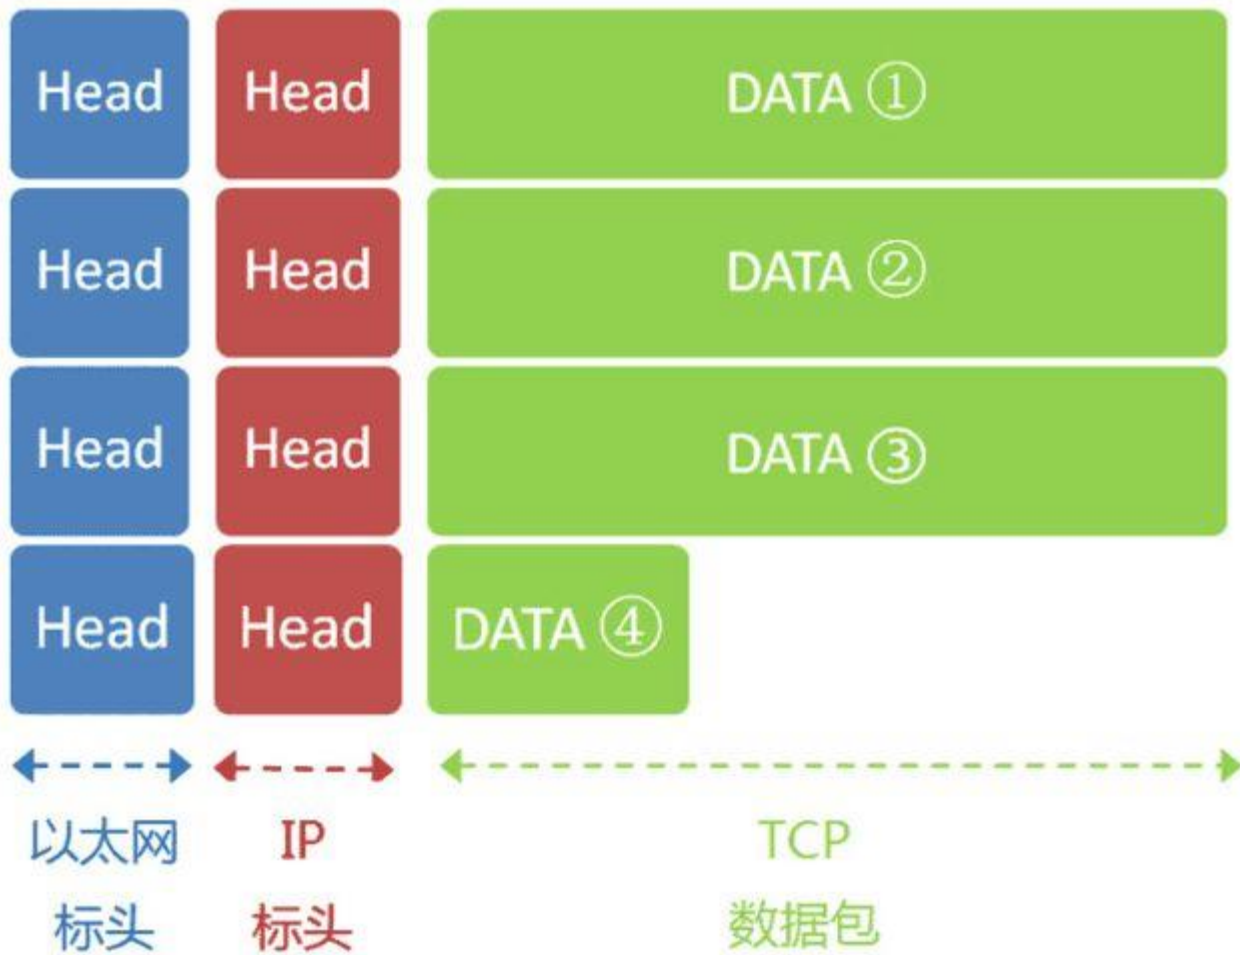 Head Head DATA ①
Head Head DATA ②
Head Head DATA ③
Head Head DATA ④
以太网 IP TCP
标头 标头 数据包